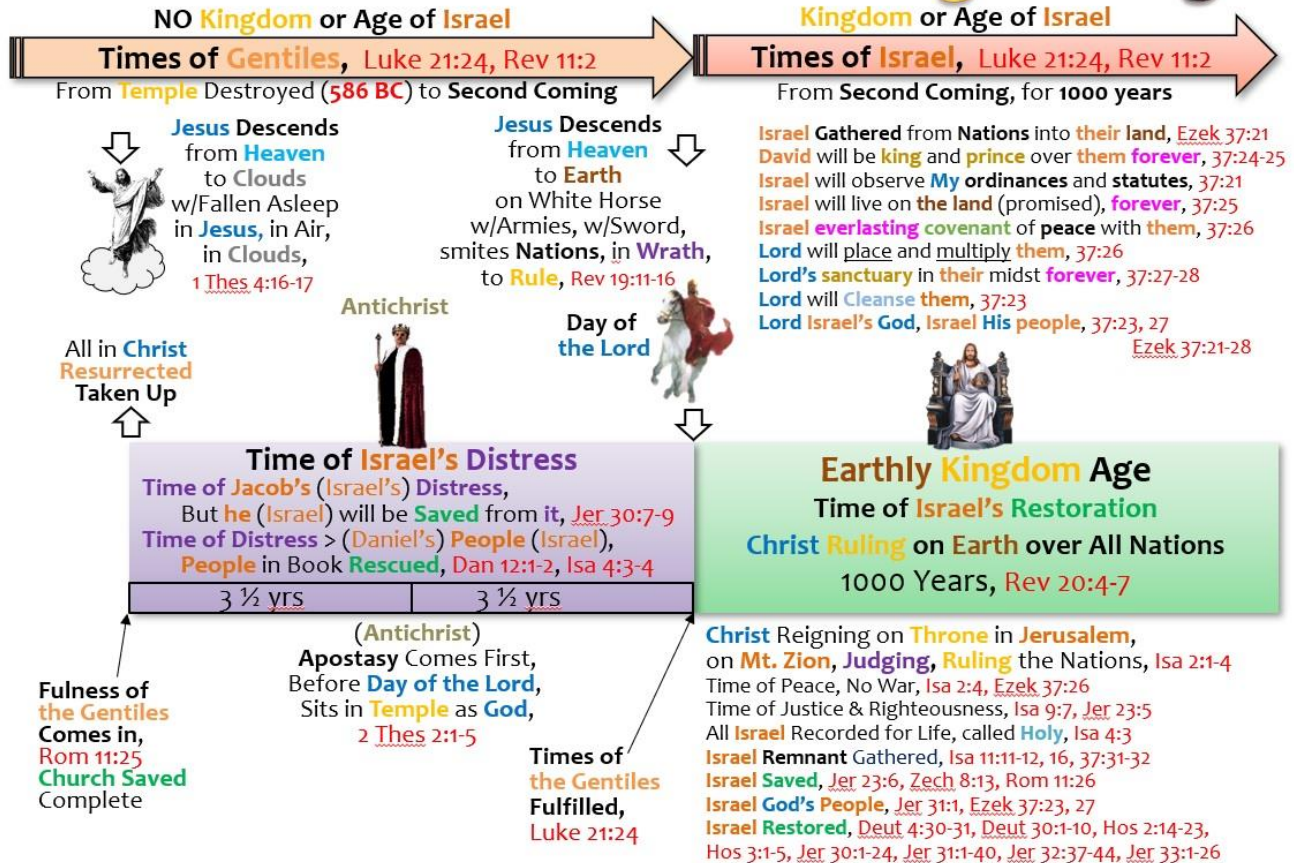 NO Kingdom or Age of Israel
Times of Gentiles, Luke 21:24, Rev 11:2
From Temple Destroyed (586 BC) to Second Coming
Kingdom or Age of Israel
Times of Israel, Luke 21:24, Rev 11:2
From Second Coming, for 1000 years
Jesus Descends
from Heaven
to Clouds
w/Fallen Asleep
in Jesus, in Air,
in Clouds,
1 Thes 4:16-17
Jesus Descends
from Heaven
to Earth
on White Horse
w/Armies, w/Sword,
smites Nations, in Wrath,
to Rule, Rev 19:11-16
Israel Gathered from Nations into their land, Ezek 37:21
David will be king and prince over them forever, 37:24-25
Israel will observe My ordinances and statutes, 37:21
Israel will live on the land (promised), forever, 37:25
Israel everlasting covenant of peace with them, 37:26
Lord will place and multiply them, 37:26
Lord's sanctuary in their midst forever, 37:27-28
Lord will Cleanse them, 37:23
Lord Israel's God, Israel His people, 37:23, 27
Ezek 37:21-28
Antichrist
Day of
the Lord
All in Christ
Resurrected
Taken Up
Time of Israel's Distress
Time of Jacob's (Israel's) Distress,
But he (Israel) will be Saved from it, Jer 30:7-9
Time of Distress > (Daniel's) People (Israel),
People in Book Rescued, Dan 12:1-2, Isa 4:3-4
3 ½ yrs
3 ½ yrs
Earthly Kingdom Age
Time of Israel's Restoration
Christ Ruling on Earth over All Nations
1000 Years, Rev 20:4-7
Fulness of
the Gentiles
Comes in,
Rom 11:25
Church Saved
Complete
(Antichrist)
Apostasy Comes First,
Before Day of the Lord,
Sits in Temple as God,
2 Thes 2:1-5
Times of
the Gentiles
Fulfilled,
Luke 21:24
Christ Reigning on Throne in Jerusalem,
on Mt. Zion, Judging, Ruling the Nations, Isa 2:1-4
Time of Peace, No War, Isa 2:4, Ezek 37:26
Time of Justice & Righteousness, Isa 9:7, Jer 23:5
All Israel Recorded for Life, called Holy, Isa 4:3
Israel Remnant Gathered, Isa 11:11-12, 16, 37:31-32
Israel Saved, Jer 23:6, Zech 8:13, Rom 11:26
Israel God's People, Jer 31:1, Ezek 37:23, 27
Israel Restored, Deut 4:30-31, Deut 30:1-10, Hos 2:14-23,
Hos 3:1-5, Jer 30:1-24, Jer 31:1-40, Jer 32:37-44, Jer 33:1-26